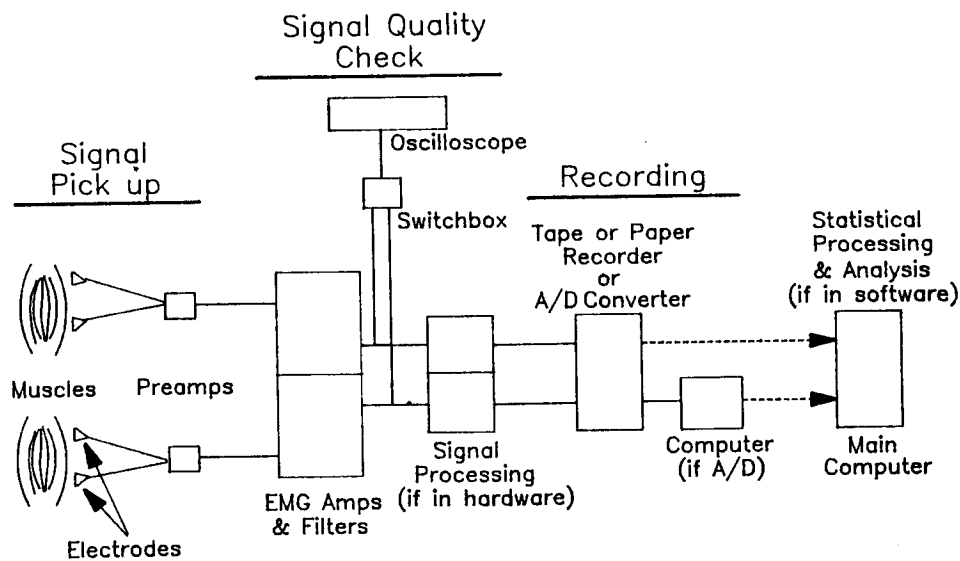 Signal Quality
Check
Oscilloscope
Signal
Pick up
Switchbox
Recording
Tape or Paper
Recorder
or
A/D Converter
Statistical
Processing
& Analysis
(if in software)
Muscles
Preamps
Electrodes
EMG Amps
& Filters
Signal
Processing
(if in hardware)
Computer
(if A/D)
Main
Computer